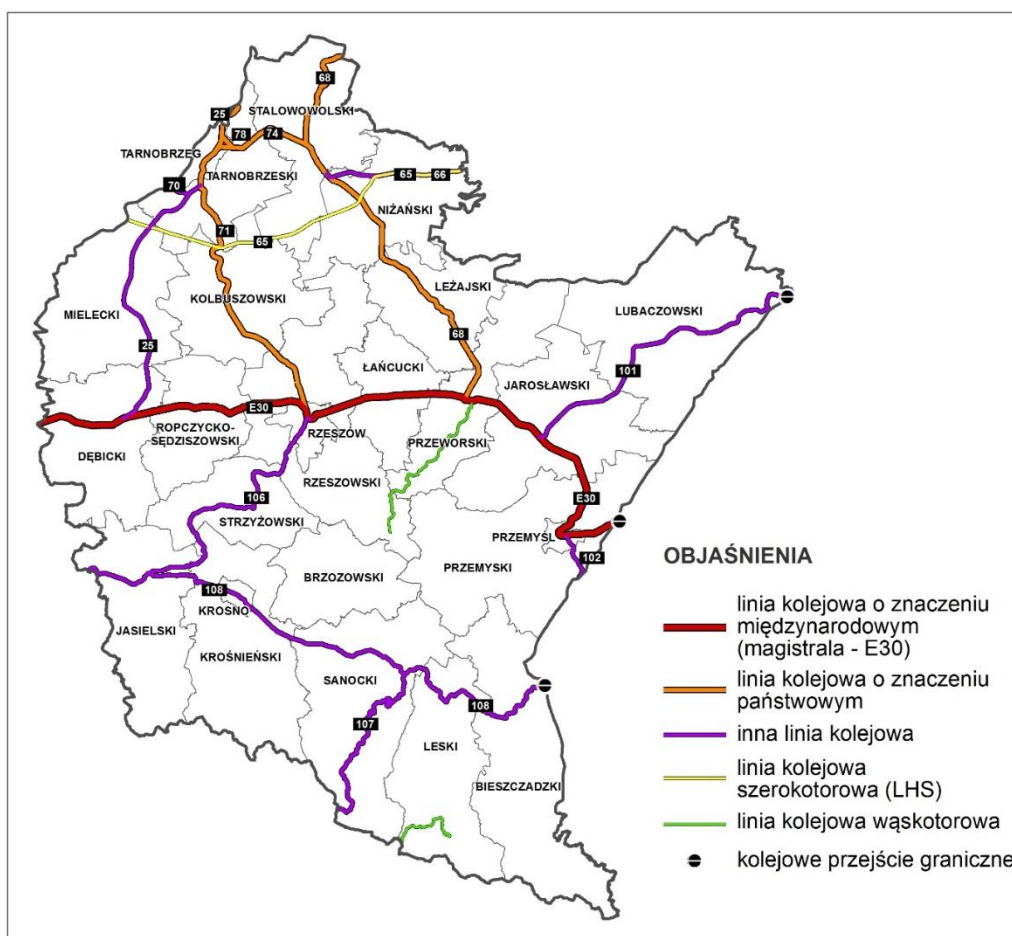 68
25
STALOWOWOLSKI
78
74
TARNOBRZEG
70
TARNOBRZESKI
65
66
NIŻAŃSKI
71
65
KOLBUSZOWSKI
LEŻAJSKI
MIELECKI
LUBACZOWSKI
25
68
ŁAŃCUCKI
101
JAROSŁAWSKI
E30
ROPCZYCKO-
SĘDZISZOWSKI
RZESZÓW
PRZEWORSKI
DĘBICKI
RZESZOWSKI
106
E30
STRZYŻOWSKI
PRZEMYŚL
102
BRZOZOWSKI
PRZEMYSKI
108
KROSNO
JASIELSKI
KROŚNIEŃSKI
SANOCKI
108
107
LESKI
BIESZCZADZKI
OBJAŚNIENIA
linia kolejowa o znaczeniu
międzynarodowym
(magistrala - E30)
linia kolejowa o znaczeniu
państwowym
inna linia kolejowa
linia kolejowa
szerokotorowa (LHS)
linia kolejowa wąskotorowa
kolejowe przejście graniczne